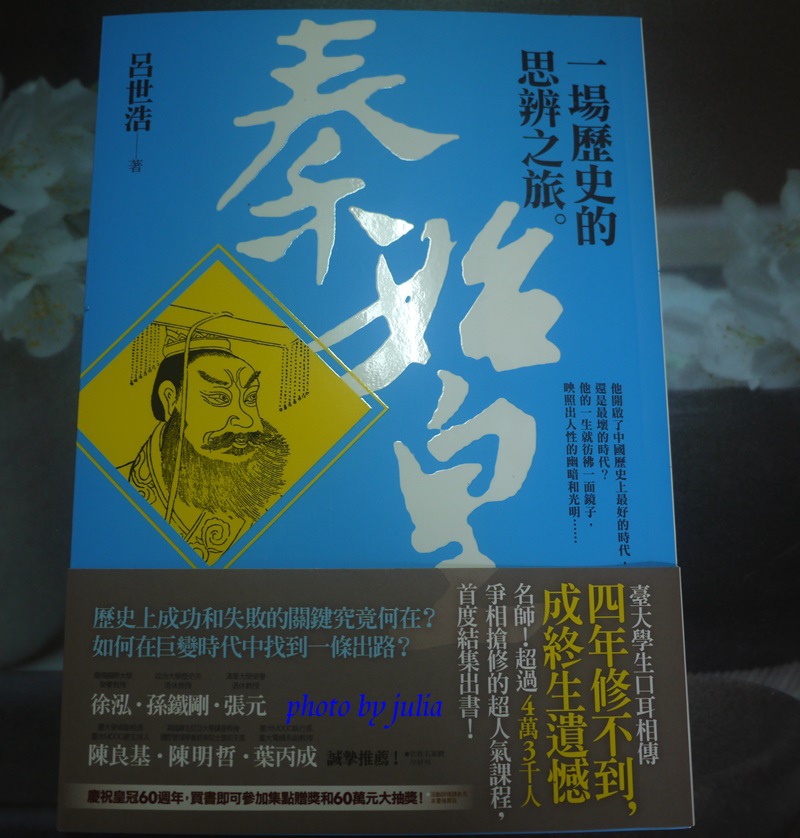 一場歷史的
思辨之旅。
秦始皇
呂世浩
著
他開啟了中國歷史上最好的時代，
還是最壞的時代？
他的一生就彷彿一面鏡子，
映照出人性的幽暗和光明……
臺大學生口耳相傳
四年修不到，
成終生遺憾
名師！超過4萬3千人
爭相搶修的超人氣課程，
首度結集出書！
歷史上成功和失敗的關鍵究竟何在？
如何在巨變時代中找到一條出路？
徐泓・孫鐵剛・張元
陳良基・陳明哲・葉丙成 誠摯推薦！
慶祝皇冠60週年，買書即可參加集點贈獎和60萬元大抽獎！
photo by julia